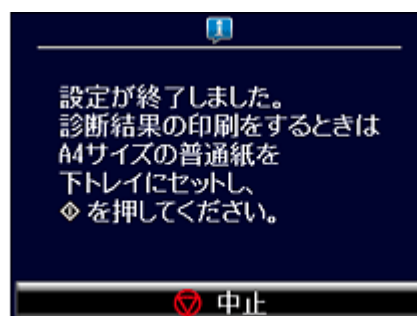 設定が終了しました。
診断結果の印刷をするときは
A4サイズの普通紙を
下トレイにセットし、
を押してください。
中止